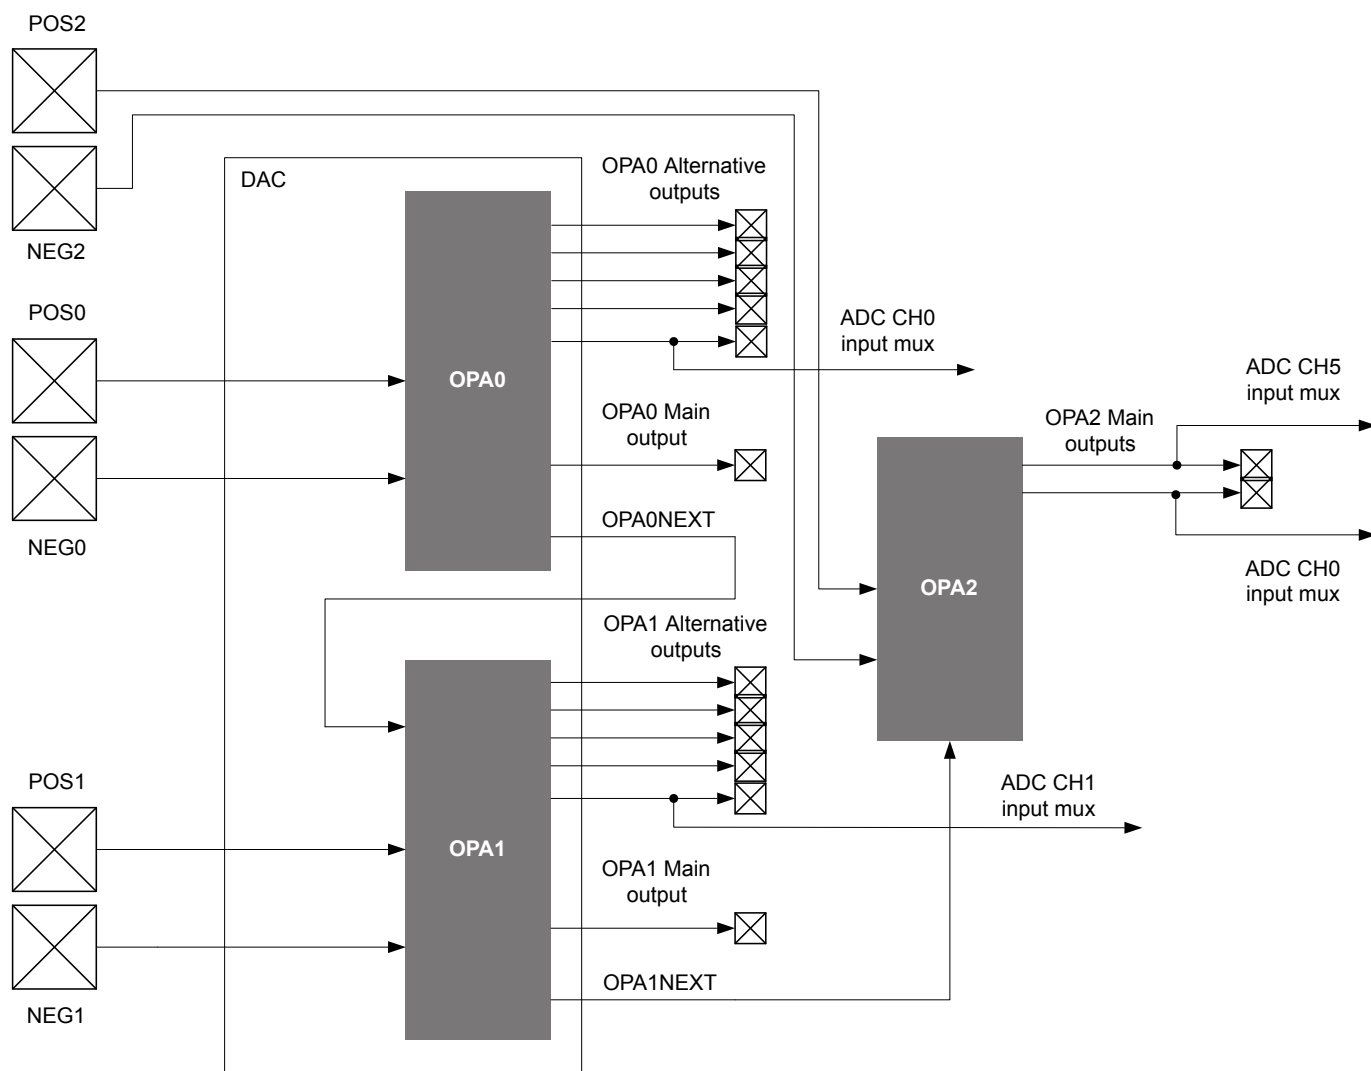 POS2
NEG2
DAC
OPA0 Alternative
outputs
POS0
ADC CH0
input mux
OPA0
ADC CH5
input mux
OPA0 Main
output
OPA2 Main
outputs
NEG0
OPA0NEXT
ADC CH0
input mux
OPA2
OPA1 Alternative
outputs
POS1
ADC CH1
input mux
OPA1
OPA1 Main
output
OPA1NEXT
NEG1